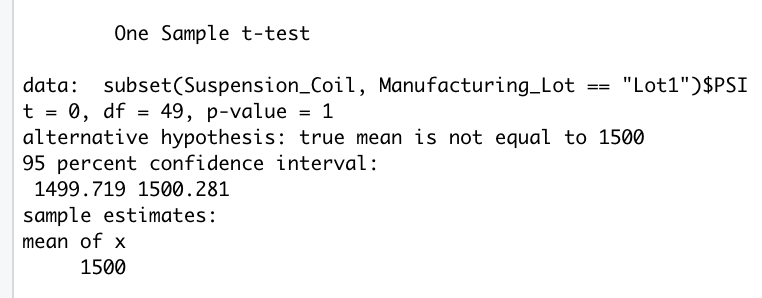 One Sample t-test
data:  subset(Suspension_Coil, Manufacturing_Lot == "Lot1")$PSI
t = 0, df = 49, p-value = 1
alternative hypothesis: true mean is not equal to 1500
95 percent confidence interval:
1499.719 1500.281
sample estimates:
mean of x
1500